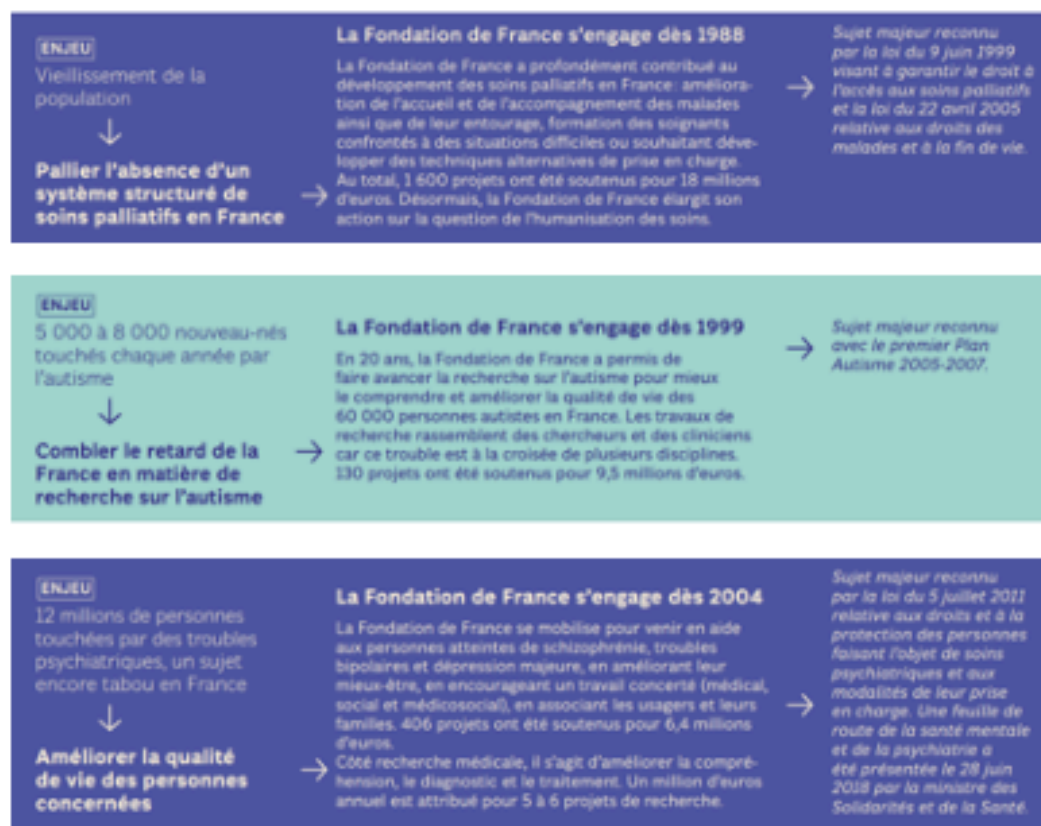 ENJEU
Vieillissement de la
population
↓
Pallier l'absence d'un
système structuré de
soins palliatifs en France
→
La Fondation de France s'engage dès 1988
La Fondation de France a profondément contribué au
développement des soins palliatifs en France : améliora-
tion de l'accueil et de l'accompagnement des malades
ainsi que de leur entourage, formation des soignants
confrontés à des situations difficiles ou souhaitant déve-
lopper des techniques alternatives de prise en charge.
Au total, 1 600 projets ont été soutenus pour 18 millions
d'euros. Désormais, la Fondation de France élargit son
action sur la question de l'humanisation des soins.
→
Sujet majeur reconnu
par la loi du 9 juin 1999
visant à garantir le droit à
l'accès aux soins palliatifs
et la loi du 22 avril 2005
relative aux droits des
malades et à la fin de vie.
ENJEU
5 000 à 8 000 nouveau-nés
touchés chaque année par
l'autisme
↓
Combler le retard de la
France en matière de
recherche sur l'autisme
→
La Fondation de France s'engage dès 1999
En 20 ans, la Fondation de France a permis de
faire avancer la recherche sur l'autisme pour mieux
le comprendre et améliorer la qualité de vie des
60 000 personnes autistes en France. Les travaux de
recherche rassemblent des chercheurs et des cliniciens
car ce trouble est à la croisée de plusieurs disciplines.
130 projets ont été soutenus pour 9,5 millions d'euros.
→
Sujet majeur reconnu
avec le premier Plan
Autisme 2005-2007.
ENJEU
12 millions de personnes
touchées par des troubles
psychiatriques, un sujet
encore tabou en France
↓
Améliorer la qualité
de vie des personnes
concernées
→
La Fondation de France s'engage dès 2004
La Fondation de France se mobilise pour venir en aide
aux personnes atteintes de schizophrénie, troubles
bipolaires et dépression majeure, en améliorant leur
mieux-être, en encourageant un travail concerté (médical,
social et médicosocial), en associant les usagers et leurs
familles. 406 projets ont été soutenus pour 6,4 millions
d'euros.
Côté recherche médicale, il s'agit d'améliorer la compré-
hension, le diagnostic et le traitement. Un million d'euros
annuel est attribué pour 5 à 6 projets de recherche.
→
Sujet majeur reconnu
par la loi du 5 juillet 2011
relative aux droits et à la
protection des personnes
faisant l'objet de soins
psychiatriques et aux
modalités de leur prise
en charge. Une feuille de
route de la santé mentale
et de la psychiatrie a
été présentée le 28 juin
2018 par la ministre des
Solidarités et de la Santé.